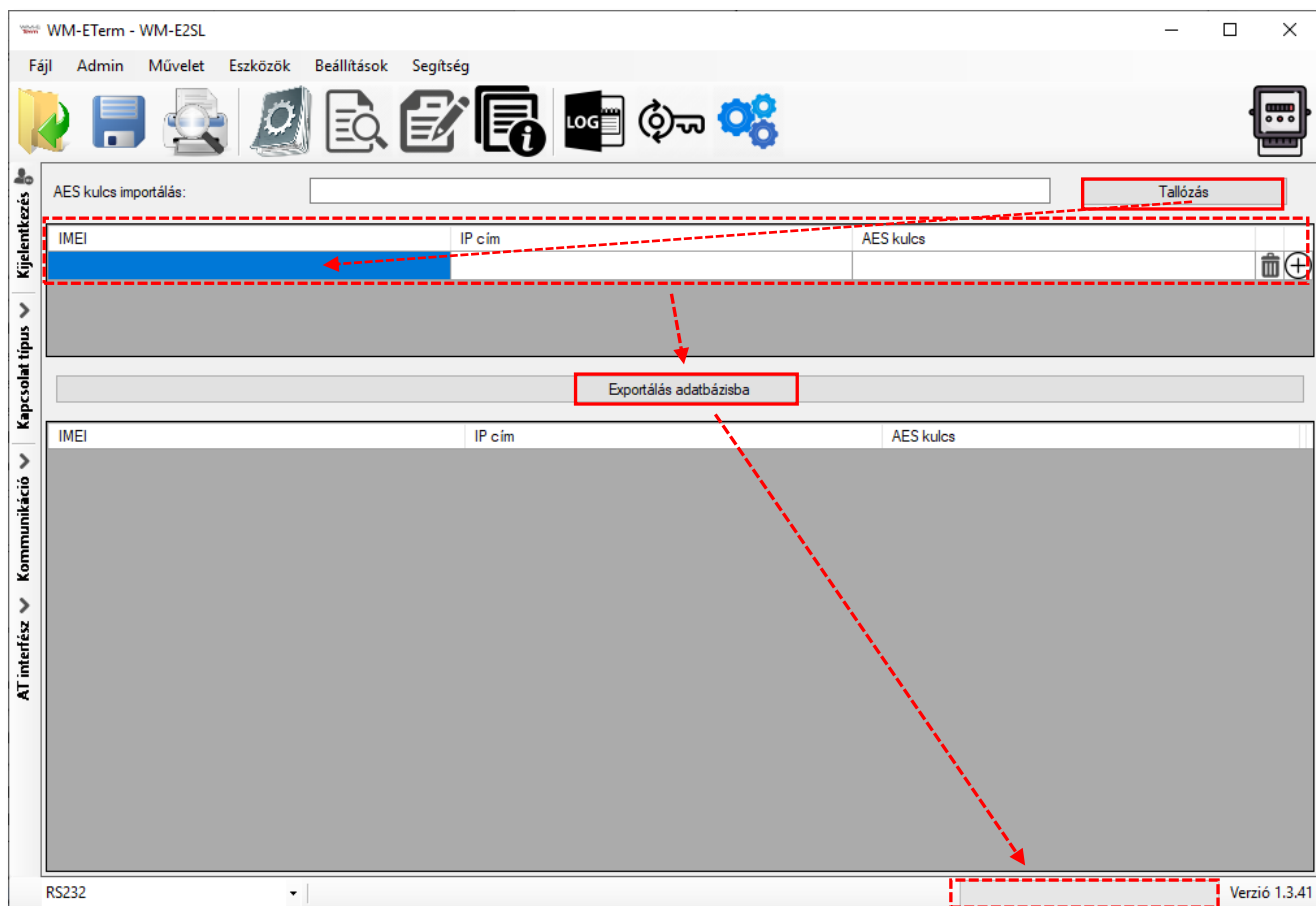 WM-E Term WM-ETerm - WM-E2SL
Fájl Admin Művelet Eszközök Beállítások Segítség
LOG
Kijelentkezés
Kapcsolat típus
Kommunikáció
AT interfész
AES kulcs importálás: Tallózás
IMEI IP cím AES kulcs
Exportálás adatbázisba
IMEI IP cím AES kulcs
RS232 Verzió 1.3.41